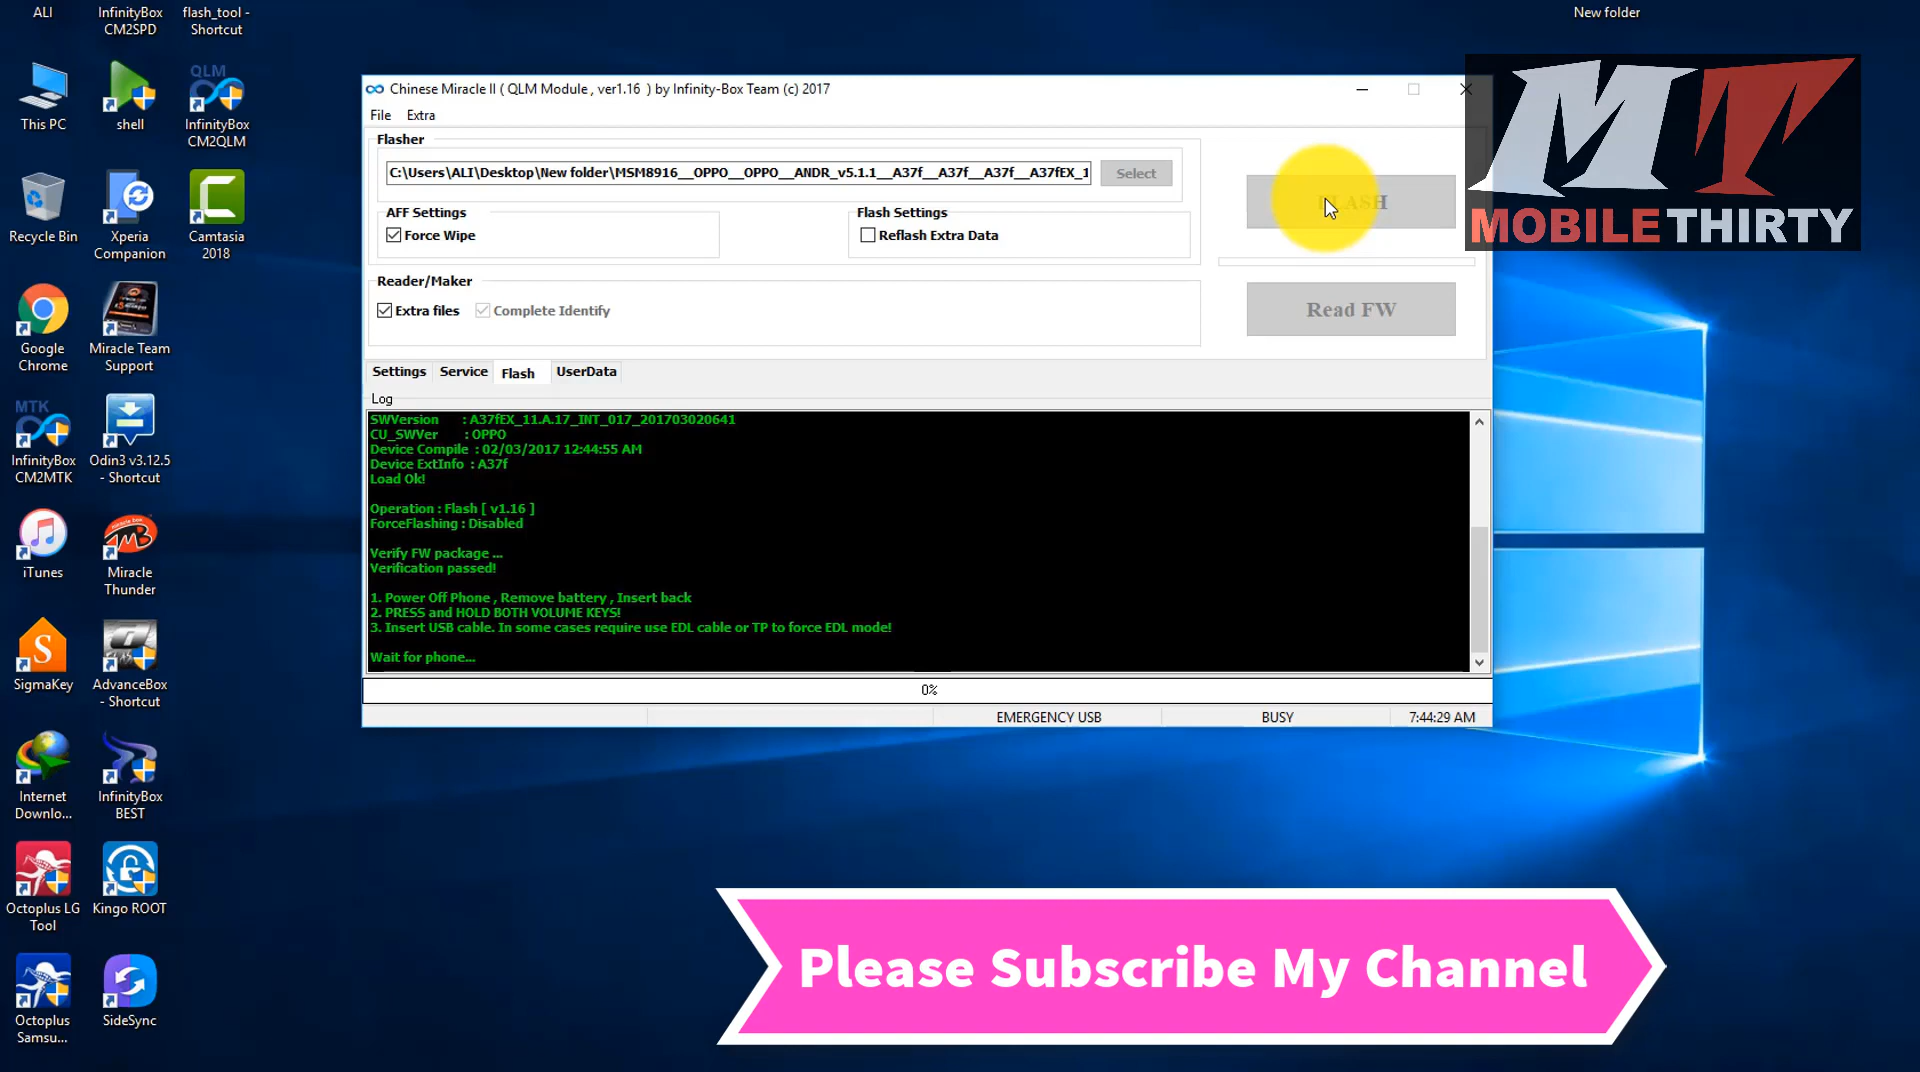 ALI
InfinityBox
CM2SPD
flash_tool -
Shortcut
New folder
This PC
shell
QLM
InfinityBox
CM2QLM
Recycle Bin
Xperia
Companion
Camtasia
2018
Google
Chrome
Miracle Team
Support
MTK
InfinityBox
CM2MTK
Odin3 v3.12.5
- Shortcut
iTunes
Miracle
Thunder
SigmaKey
AdvanceBox
- Shortcut
Internet
Downlo...
InfinityBox
BEST
Octoplus LG
Tool
Kingo ROOT
Octoplus
Samsu...
SideSync
Chinese Miracle II ( QLM Module , ver1.16 ) by Infinity-Box Team (c) 2017
File Extra
Flasher
C:\Users\ALI\Desktop\New folder\MSM8916__OPPO__OPPO__ANDR_v5.1.1__A37f__A37f__A37f__A37fEX_1
Select
AFF Settings
Force Wipe
Flash Settings
Reflash Extra Data
FLASH
Reader/Maker
Extra files
Complete Identify
Read FW
Settings Service Flash UserData
Log
SWVersion : A37fEX_11.A.17_INT_017_201703020641
CU_SWVer : OPPO
Device Compile : 02/03/2017 12:44:55 AM
Device ExtInfo : A37f
Load Ok!
Operation : Flash [ v1.16 ]
ForceFlashing : Disabled
Verify FW package ...
Verification passed!
1. Power Off Phone , Remove battery , Insert back
2. PRESS and HOLD BOTH VOLUME KEYS!
3. Insert USB cable. In some cases require use EDL cable or TP to force EDL mode!
Wait for phone...
0%
EMERGENCY USB
BUSY
7:44:29 AM
MT
MOBILETHIRTY
Please Subscribe My Channel